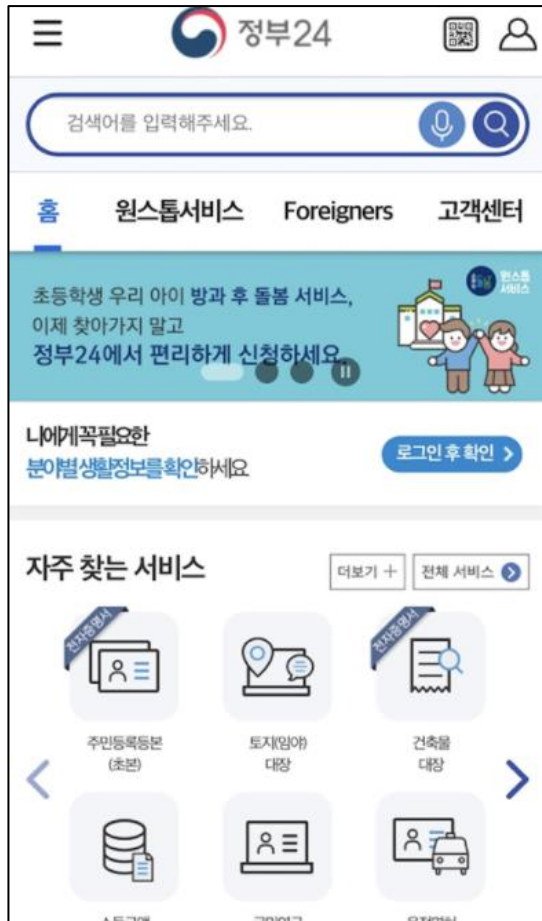 정부24
검색어를 입력해주세요.
홈 원스톱서비스 Foreigners 고객센터
원스톱
서비스
초등학생 우리 아이 방과 후 돌봄 서비스,
이제 찾아가지 말고
정부24에서 편리하게 신청하세요.
나에게 꼭 필요한
분야별 생활정보를 확인하세요
로그인 후 확인
자주 찾는 서비스
더보기 +
전체 서비스
전자증명서
전자증명서
주민등록등본
(초본)
토지(임야)
대장
건축물
대장